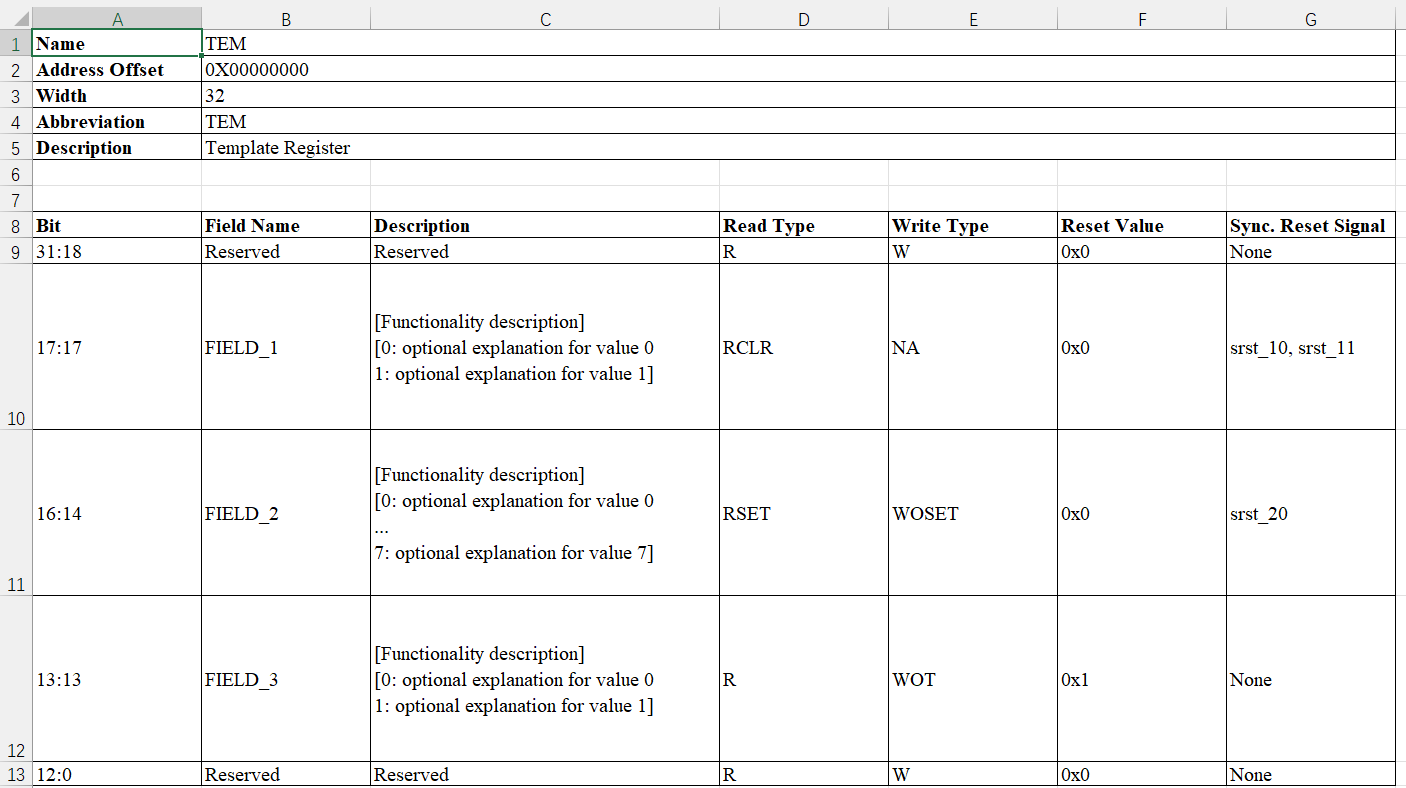 A B C D E F G
1 Name TEM
2 Address Offset 0X00000000
3 Width 32
4 Abbreviation TEM
5 Description Template Register
6
7
8 Bit Field Name Description Read Type Write Type Reset Value Sync. Reset Signal
9 31:18 Reserved Reserved R W 0x0 None
[Functionality description]
17:17 FIELD_1 [0: optional explanation for value 0 RCLR NA 0x0 srst_10, srst_11
1: optional explanation for value 1]
10
[Functionality description]
[0: optional explanation for value 0
16:14 FIELD_2 ... RSET WOSET 0x0 srst_20
7: optional explanation for value 7]
11
[Functionality description]
13:13 FIELD_3 [0: optional explanation for value 0 R WOT 0x1 None
1: optional explanation for value 1]
12
13 12:0 Reserved Reserved R W 0x0 None